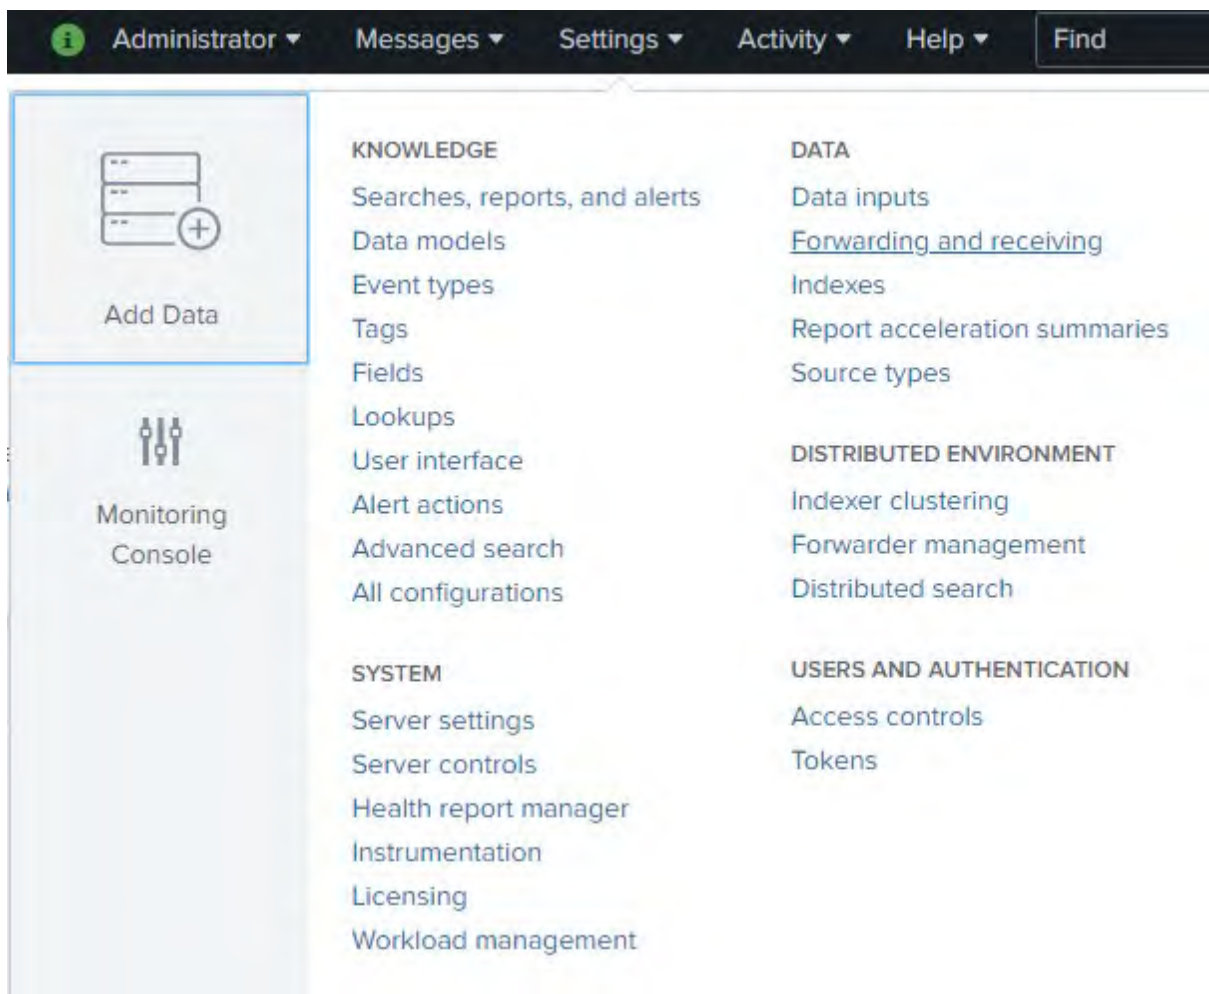 Administrator Messages Settings Activity Help Find
Add Data
Monitoring
Console
KNOWLEDGE
Searches, reports, and alerts
Data models
Event types
Tags
Fields
Lookups
User interface
Alert actions
Advanced search
All configurations
SYSTEM
Server settings
Server controls
Health report manager
Instrumentation
Licensing
Workload management
DATA
Data inputs
Forwarding and receiving
Indexes
Report acceleration summaries
Source types
DISTRIBUTED ENVIRONMENT
Indexer clustering
Forwarder management
Distributed search
USERS AND AUTHENTICATION
Access controls
Tokens